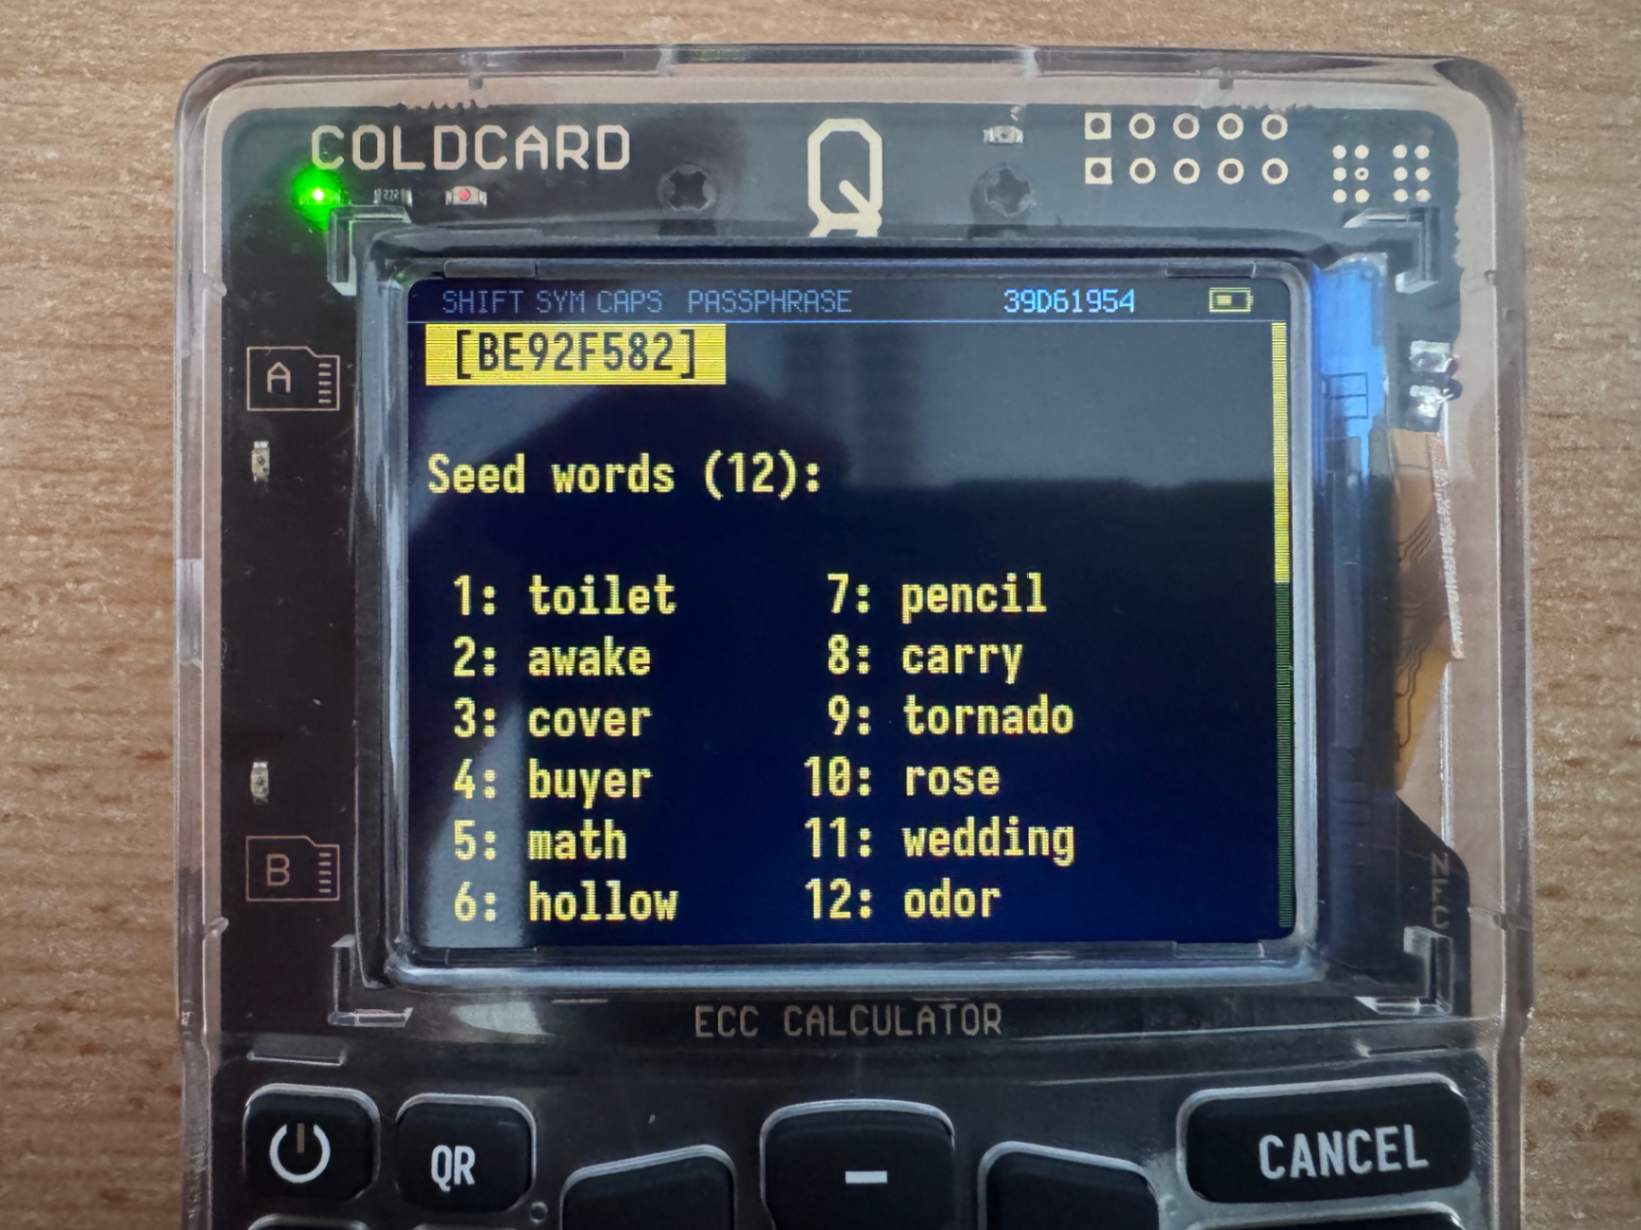 COLDCARD Q
222
SHIFT SYM CAPS PASSPHRASE 39D61954
[BE92F582]
A
Seed words (12):
1: toilet 7: pencil
2: awake 8: carry
3: cover 9: tornado
4: buyer 10: rose
5: math 11: wedding
6: hollow 12: odor
B
NFC
ECC CALCULATOR
QR
-
CANCEL